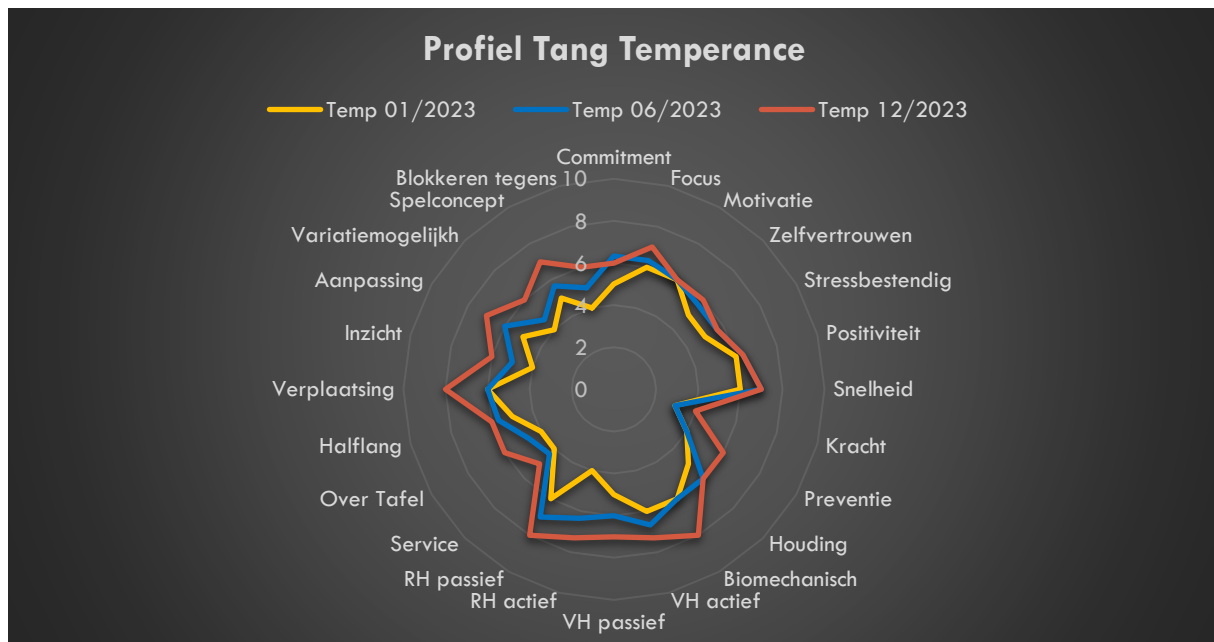 Profiel Tang Temperance
Temp 01/2023 Temp 06/2023 Temp 12/2023
Commitment
Focus
Motivatie
Zelfvertrouwen
Stressbestendig
Positiviteit
Snelheid
Kracht
Preventie
Houding
Biomechanisch
VH actief
VH passief
RH actief
RH passief
Service
Over Tafel
Halflang
Verplaatsing
Inzicht
Aanpassing
Variatiemogelijkh
Spelconcept
Blokkeren tegens
10
8
6
4
2
0